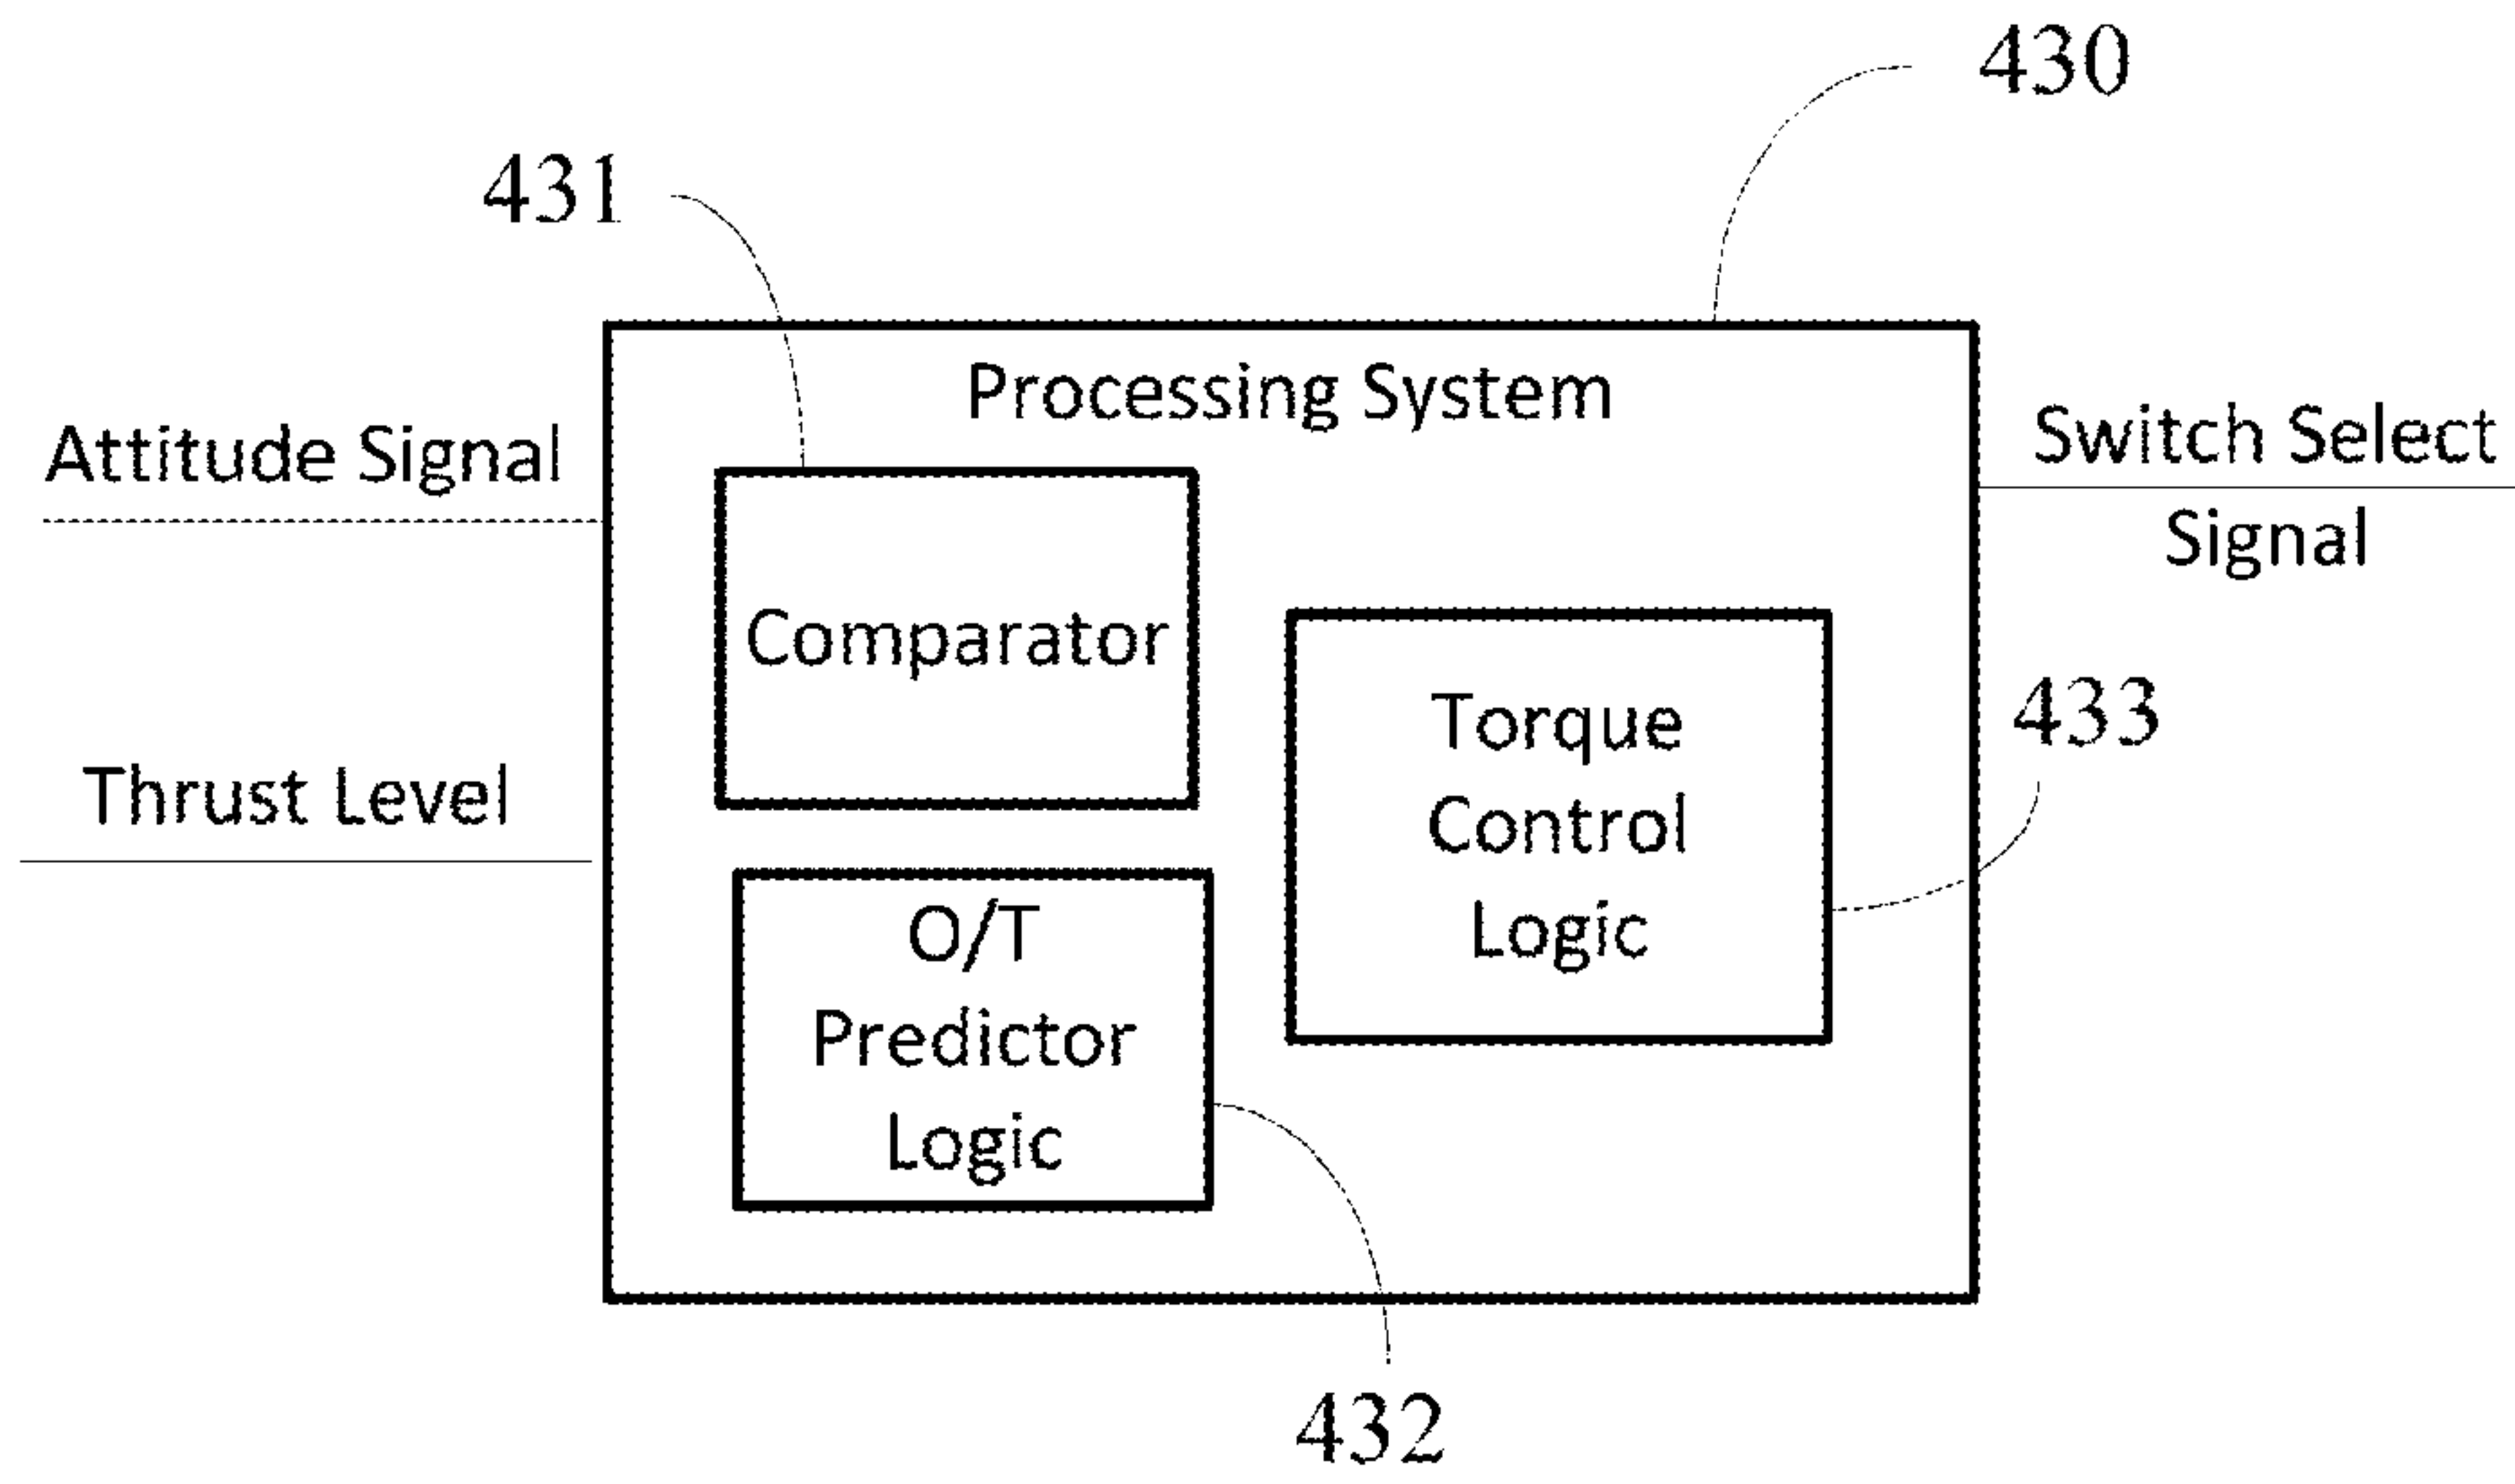 430
431
Processing System
Attitude Signal
Switch Select
Signal
Comparator
Torque
Control
Logic
433
Thrust Level
O/T
Predictor
Logic
432